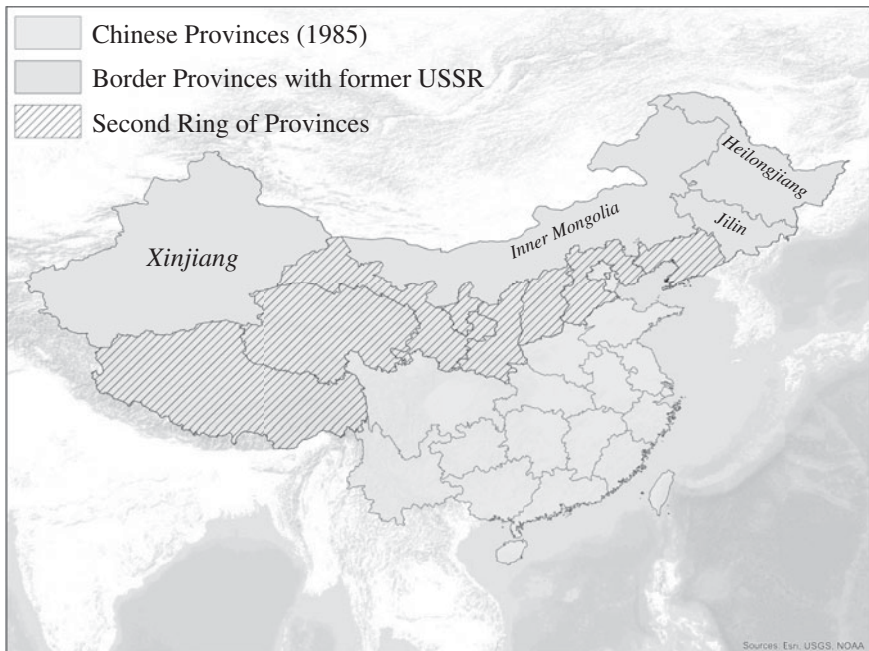 Chinese Provinces (1985)
Border Provinces with former USSR
Second Ring of Provinces
Heilongjiang
Jilin
Inner Mongolia
Xinjiang
Sources: Esri, USGS, NOAA